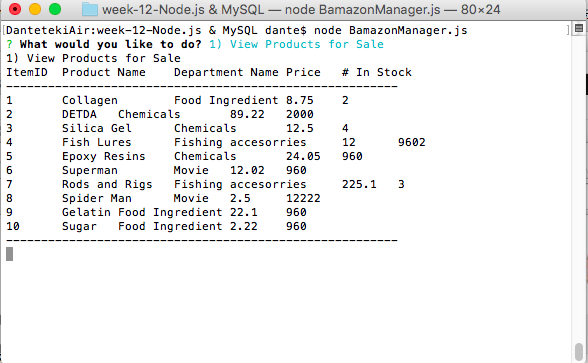 week-12-Node.js & MySQL — node BamazonManager.js — 80×24
[DantetekiAir:week-12-Node.js & MySQL dante$ node BamazonManager.js ]
? What would you like to do? 1) View Products for Sale
1) View Products for Sale
ItemID  Product Name    Department Name Price   # In Stock
--------------------------------------------------------
1       Collagen        Food Ingredient 8.75    2
2       DETDA   Chemicals       89.22   2000
3       Silica Gel      Chemicals       12.5    4
4       Fish Lures      Fishing accesorries     12      9602
5       Epoxy Resins    Chemicals       24.05   960
6       Superman        Movie   12.02   960
7       Rods and Rigs   Fishing accesorries     225.1   3
8       Spider Man      Movie   2.5     12222
9       Gelatin Food Ingredient 22.1    960
10      Sugar   Food Ingredient 2.22    960
--------------------------------------------------------